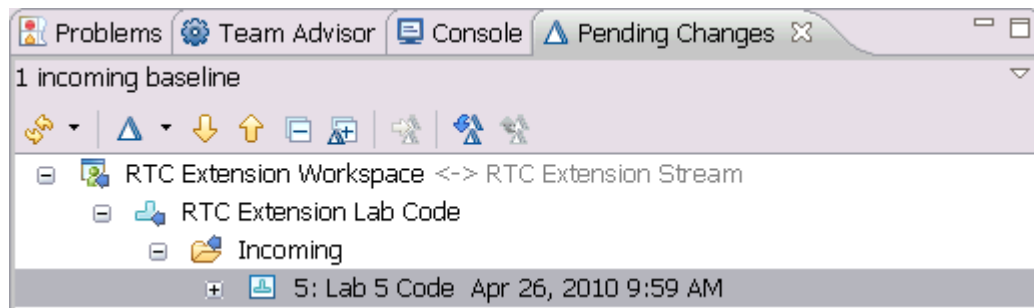 Problems Team Advisor Console Pending Changes
1 incoming baseline
RTC Extension Workspace <-> RTC Extension Stream
RTC Extension Lab Code
Incoming
5: Lab 5 Code Apr 26, 2010 9:59 AM